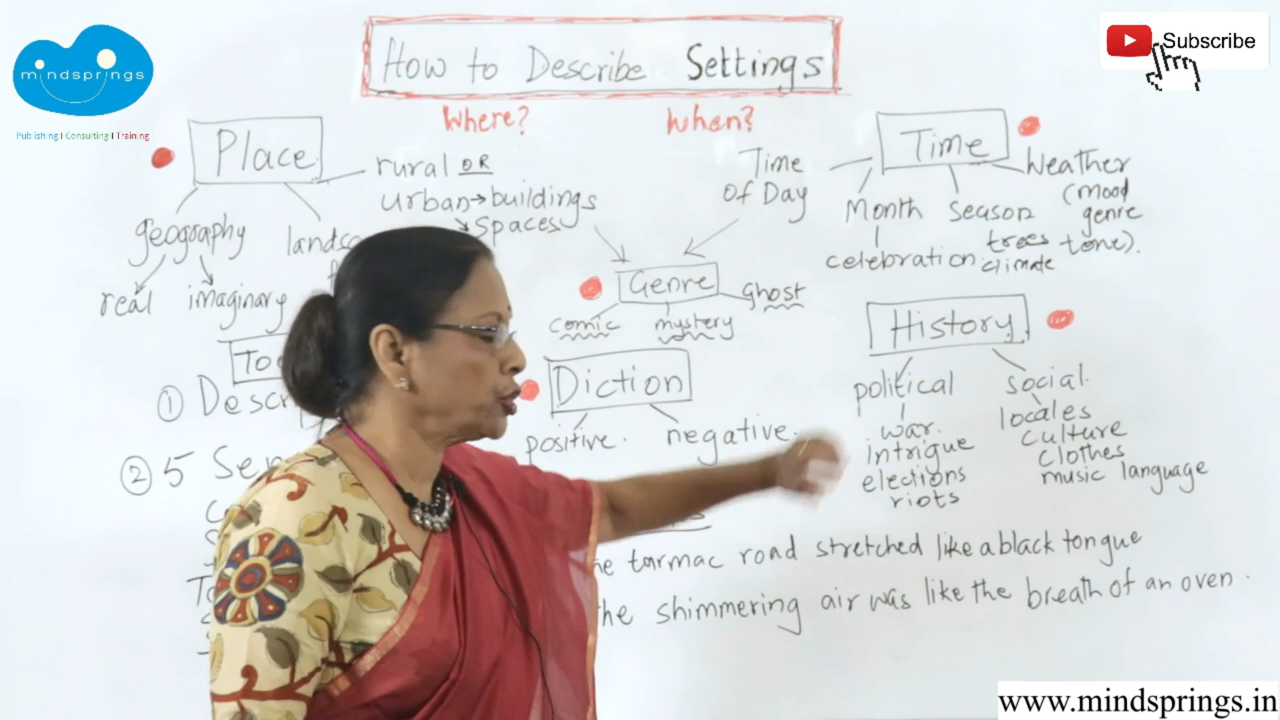 mindsprings
Publishing I Consulting I Training
Subscribe
How to Describe Settings
Where? When?
Place
rural OR
urban→buildings
spaces
geography
real imaginary
Time
Time
Of Day
Month
celebration
Season
trees
climate
Weather
(mood
genre
tone).
Genre
comic mystery Ghost
History
political
war.
intrigue
elections
riots
social.
locales
culture
clothes
music language
Diction
positive. negative.
①
② 5
tarmac road stretched like a black tongue
the shimmering air was like the breath of an oven.
www.mindsprings.in